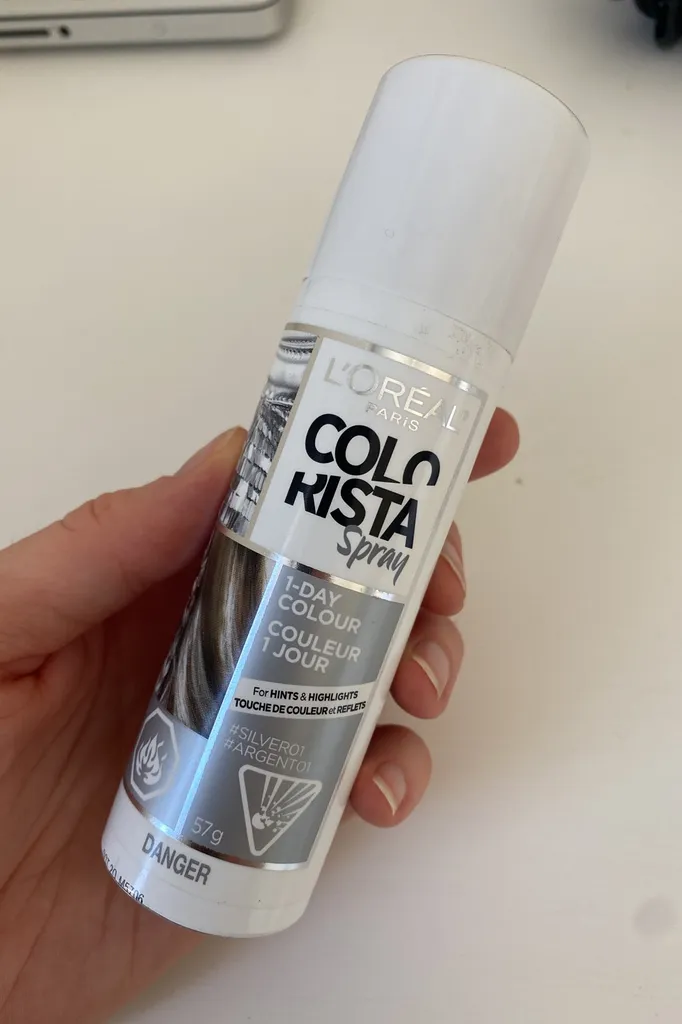 L'ORÉAL
PARIS
COLO
RISTA
Spray
1-DAY
COLOUR
COULEUR
1 JOUR
For HINTS & HIGHLIGHTS
TOUCHE DE COULEUR et REFLETS
#SILVER01
#ARGENT01
57g
DANGER